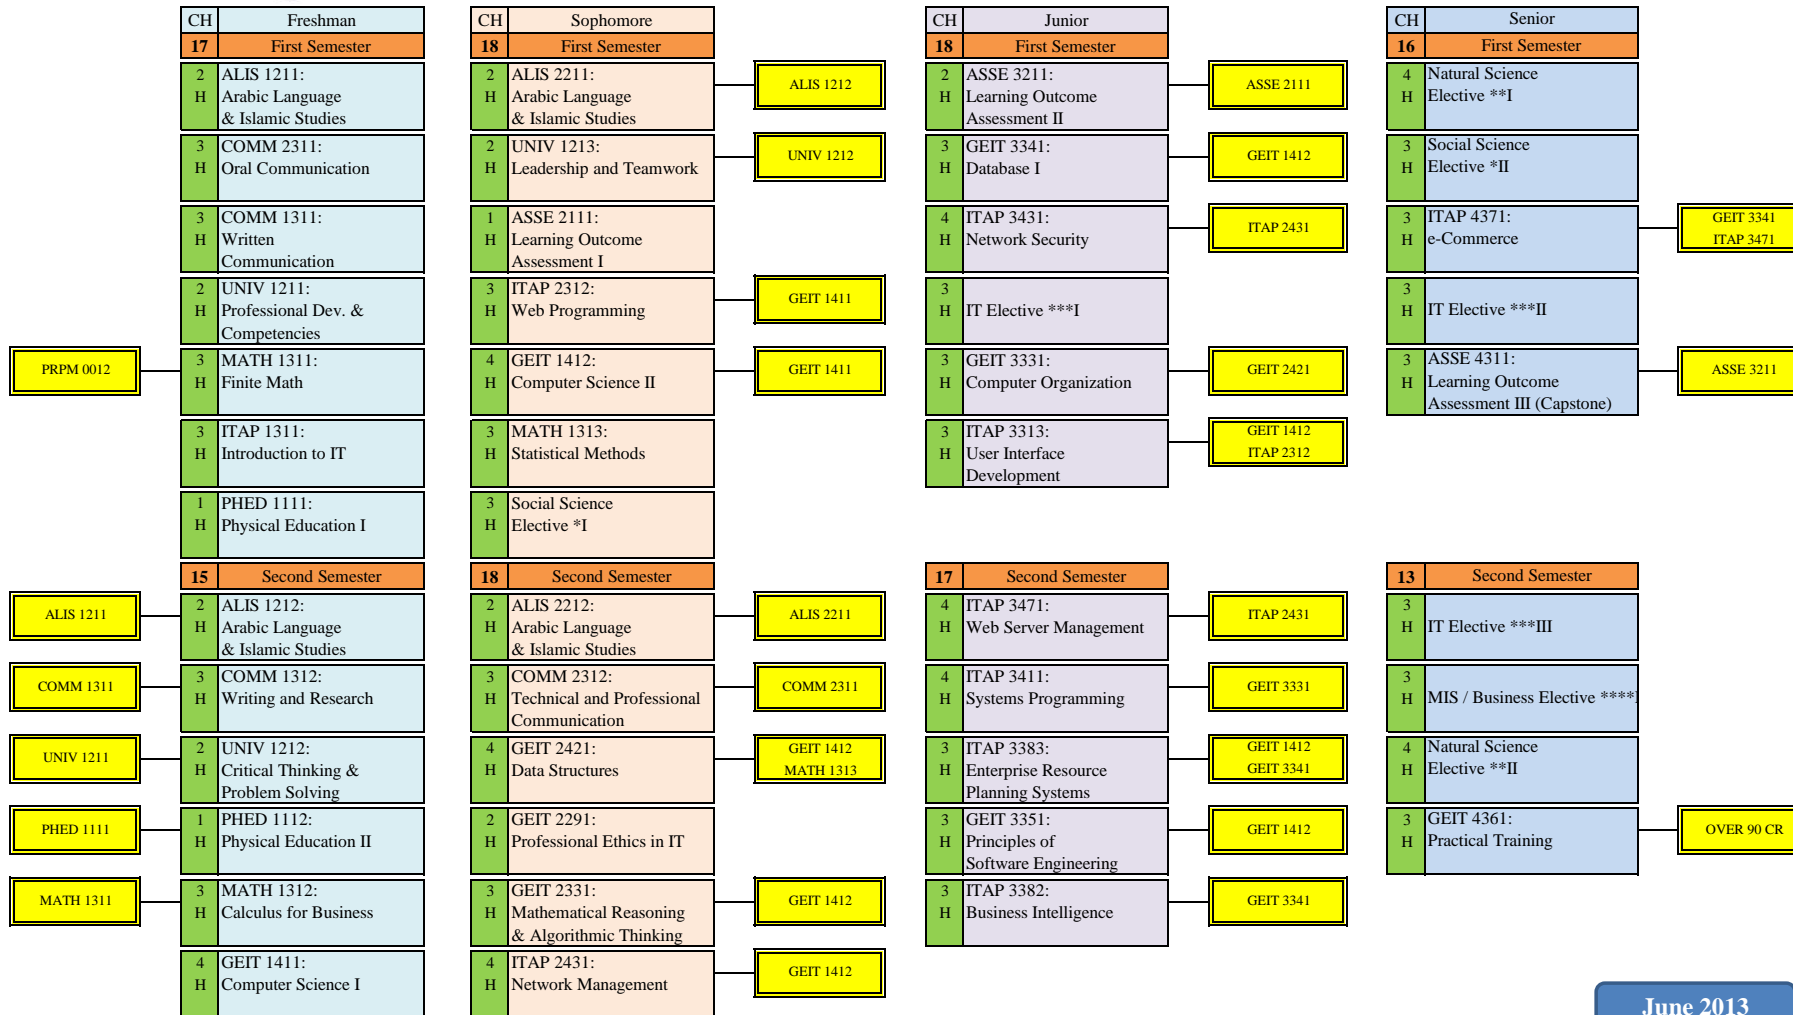 CH Freshman
17 First Semester
2 ALIS 1211:
H Arabic Language
& Islamic Studies
3 COMM 2311:
H Oral Communication
3 COMM 1311:
H Written
Communication
2 UNIV 1211:
H Professional Dev. &
Competencies
PRPM 0012
3 MATH 1311:
H Finite Math
3 ITAP 1311:
H Introduction to IT
1 PHED 1111:
H Physical Education I
15 Second Semester
ALIS 1211
2 ALIS 1212:
H Arabic Language
& Islamic Studies
COMM 1311
3 COMM 1312:
H Writing and Research
UNIV 1211
2 UNIV 1212:
H Critical Thinking &
Problem Solving
PHED 1111
1 PHED 1112:
H Physical Education II
MATH 1311
3 MATH 1312:
H Calculus for Business
4 GEIT 1411:
H Computer Science I
CH Sophomore
18 First Semester
2 ALIS 2211:
H Arabic Language
& Islamic Studies
ALIS 1212
2 UNIV 1213:
H Leadership and Teamwork
UNIV 1212
1 ASSE 2111:
H Learning Outcome
Assessment I
3 ITAP 2312:
H Web Programming
GEIT 1411
4 GEIT 1412:
H Computer Science II
GEIT 1411
3 MATH 1313:
H Statistical Methods
3 Social Science
H Elective *I
18 Second Semester
2 ALIS 2212:
H Arabic Language
& Islamic Studies
ALIS 2211
3 COMM 2312:
H Technical and Professional
Communication
COMM 2311
4 GEIT 2421:
H Data Structures
GEIT 1412
MATH 1313
2 GEIT 2291:
H Professional Ethics in IT
3 GEIT 2331:
H Mathematical Reasoning
& Algorithmic Thinking
GEIT 1412
4 ITAP 2431:
H Network Management
GEIT 1412
CH Junior
18 First Semester
2 ASSE 3211:
H Learning Outcome
Assessment II
ASSE 2111
3 GEIT 3341:
H Database I
GEIT 1412
4 ITAP 3431:
H Network Security
ITAP 2431
3
H IT Elective ***I
3 GEIT 3331:
H Computer Organization
GEIT 2421
3 ITAP 3313:
H User Interface
Development
GEIT 1412
ITAP 2312
17 Second Semester
4 ITAP 3471:
H Web Server Management
ITAP 2431
4 ITAP 3411:
H Systems Programming
GEIT 3331
3 ITAP 3383:
H Enterprise Resource
Planning Systems
GEIT 1412
GEIT 3341
3 GEIT 3351:
H Principles of
Software Engineering
GEIT 1412
3 ITAP 3382:
H Business Intelligence
GEIT 3341
CH Senior
16 First Semester
4 Natural Science
H Elective **I
3 Social Science
H Elective *II
3 ITAP 4371:
H e-Commerce
GEIT 3341
ITAP 3471
3
H IT Elective ***II
3 ASSE 4311:
H Learning Outcome
Assessment III (Capstone)
ASSE 3211
13 Second Semester
3
H IT Elective ***III
3
H MIS / Business Elective ****I
4 Natural Science
H Elective **II
3 GEIT 4361:
H Practical Training
OVER 90 CR
June 2013